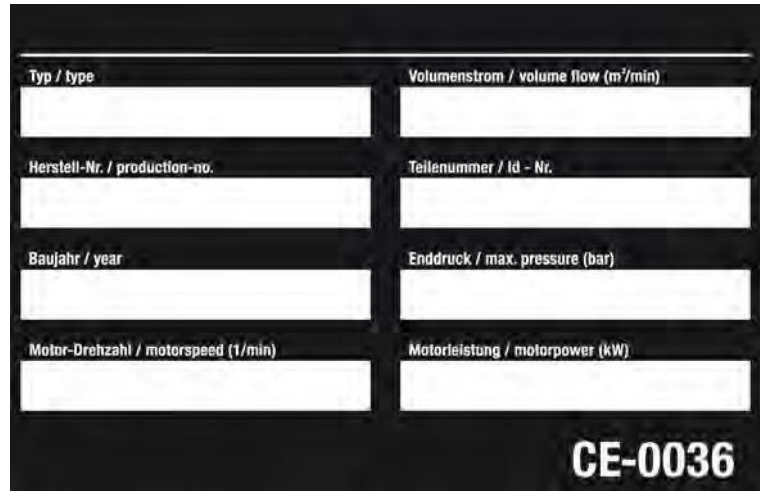 Typ / type
Volumenstrom / volume flow (m³/min)
Herstell-Nr. / production-no.
Teilenummer / Id - Nr.
Baujahr / year
Enddruck / max. pressure (bar)
Motor-Drehzahl / motorspeed (1/min)
Motorleistung / motorpower (kW)
CE-0036